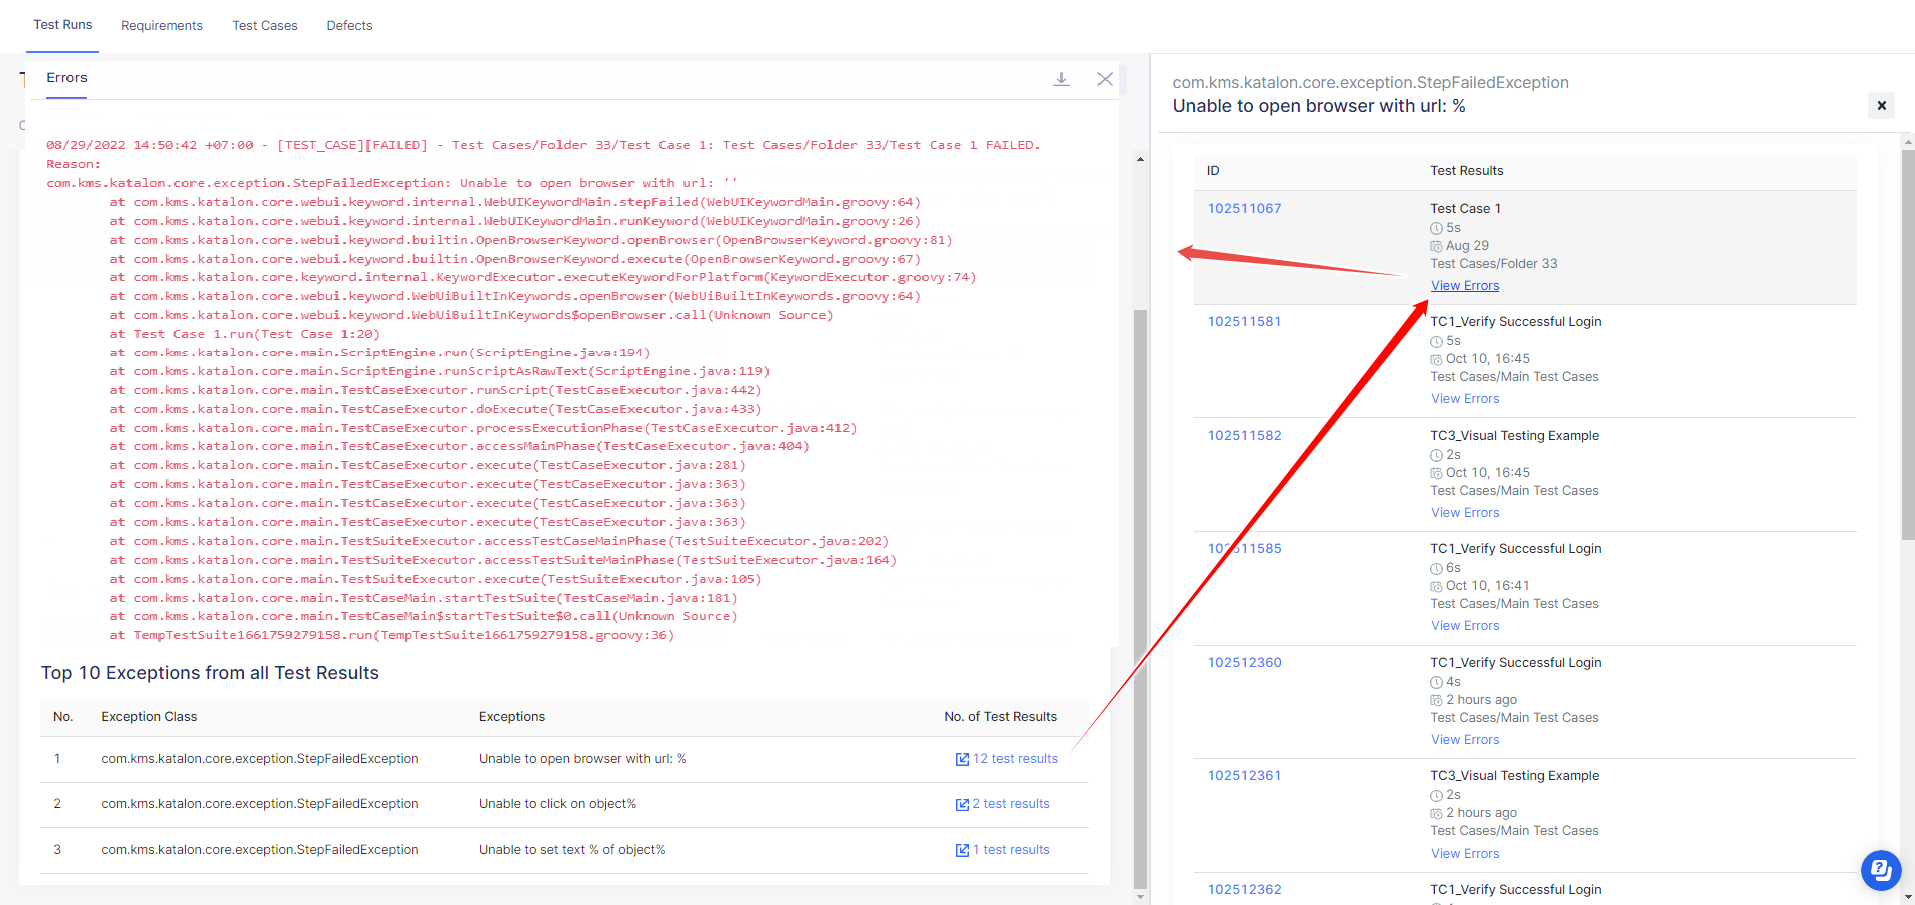 Test Runs
Requirements
Test Cases
Defects
Errors
08/29/2022 14:50:42 +07:00 - [TEST_CASE][FAILED] - Test Cases/Folder 33/Test Case 1: Test Cases/Folder 33/Test Case 1 FAILED.
Reason:
com.kms.katalon.core.exception.StepFailedException: Unable to open browser with url: ''
at com.kms.katalon.core.webui.keyword.internal.WebUIKeywordMain.stepFailed(WebUIKeywordMain.groovy:64)
at com.kms.katalon.core.webui.keyword.internal.WebUIKeywordMain.runKeyword(WebUIKeywordMain.groovy:26)
at com.kms.katalon.core.webui.keyword.builtin.OpenBrowserKeyword.openBrowser(OpenBrowserKeyword.groovy:81)
at com.kms.katalon.core.webui.keyword.builtin.OpenBrowserKeyword.execute(OpenBrowserKeyword.groovy:67)
at com.kms.katalon.core.keyword.internal.KeywordExecutor.executeKeywordForPlatform(KeywordExecutor.groovy:74)
at com.kms.katalon.core.webui.keyword.WebUiBuiltInKeywords.openBrowser(WebUiBuiltInKeywords.groovy:64)
at com.kms.katalon.core.webui.keyword.WebUiBuiltInKeywords$openBrowser.call(Unknown Source)
at Test Case 1.run(Test Case 1:20)
at com.kms.katalon.core.main.ScriptEngine.run(ScriptEngine.java:194)
at com.kms.katalon.core.main.ScriptEngine.runScriptAsRawText(ScriptEngine.java:119)
at com.kms.katalon.core.main.TestCaseExecutor.runScript(TestCaseExecutor.java:442)
at com.kms.katalon.core.main.TestCaseExecutor.doExecute(TestCaseExecutor.java:433)
at com.kms.katalon.core.main.TestCaseExecutor.processExecutionPhase(TestCaseExecutor.java:412)
at com.kms.katalon.core.main.TestCaseExecutor.accessMainPhase(TestCaseExecutor.java:404)
at com.kms.katalon.core.main.TestCaseExecutor.execute(TestCaseExecutor.java:281)
at com.kms.katalon.core.main.TestCaseExecutor.execute(TestCaseExecutor.java:363)
at com.kms.katalon.core.main.TestCaseExecutor.execute(TestCaseExecutor.java:363)
at com.kms.katalon.core.main.TestCaseExecutor.execute(TestCaseExecutor.java:363)
at com.kms.katalon.core.main.TestSuiteExecutor.accessTestCaseMainPhase(TestSuiteExecutor.java:202)
at com.kms.katalon.core.main.TestSuiteExecutor.accessTestSuiteMainPhase(TestSuiteExecutor.java:164)
at com.kms.katalon.core.main.TestSuiteExecutor.execute(TestSuiteExecutor.java:105)
at com.kms.katalon.core.main.TestCaseMain.startTestSuite(TestCaseMain.java:181)
at com.kms.katalon.core.main.TestCaseMain$startTestSuite$0.call(Unknown Source)
at TempTestSuite1661759279158.run(TempTestSuite1661759279158.groovy:36)
Top 10 Exceptions from all Test Results
No. Exception Class Exceptions No. of Test Results
1 com.kms.katalon.core.exception.StepFailedException Unable to open browser with url: % 12 test results
2 com.kms.katalon.core.exception.StepFailedException Unable to click on object% 2 test results
3 com.kms.katalon.core.exception.StepFailedException Unable to set text % of object% 1 test results
com.kms.katalon.core.exception.StepFailedException
Unable to open browser with url: %
ID Test Results
102511067 Test Case 1
5s
Aug 29
Test Cases/Folder 33
View Errors
102511581 TC1_Verify Successful Login
5s
Oct 10, 16:45
Test Cases/Main Test Cases
View Errors
102511582 TC3_Visual Testing Example
2s
Oct 10, 16:45
Test Cases/Main Test Cases
View Errors
102511585 TC1_Verify Successful Login
6s
Oct 10, 16:41
Test Cases/Main Test Cases
View Errors
102512360 TC1_Verify Successful Login
4s
2 hours ago
Test Cases/Main Test Cases
View Errors
102512361 TC3_Visual Testing Example
2s
2 hours ago
Test Cases/Main Test Cases
View Errors
102512362 TC1_Verify Successful Login